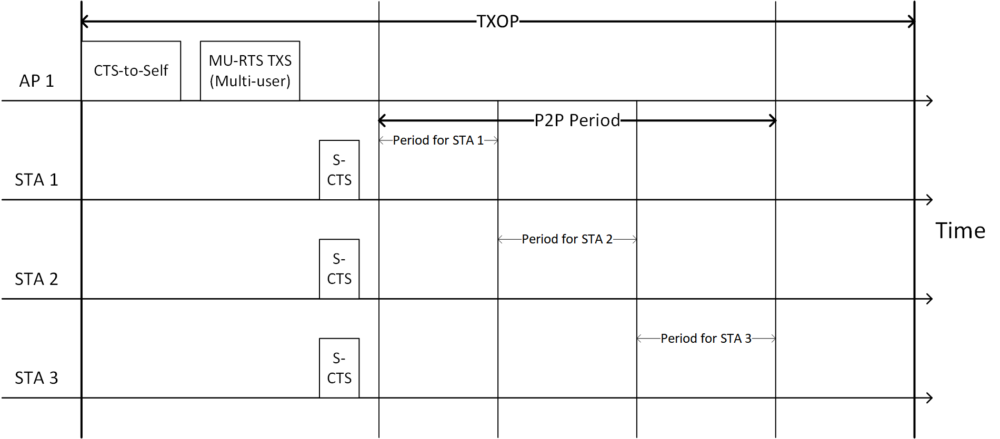 TXOP
CTS-to-Self
MU-RTS TXS
(Multi-user)
AP 1
P2P Period
Period for STA 1
S-
CTS
STA 1
Time
Period for STA 2
S-
CTS
STA 2
Period for STA 3
S-
CTS
STA 3